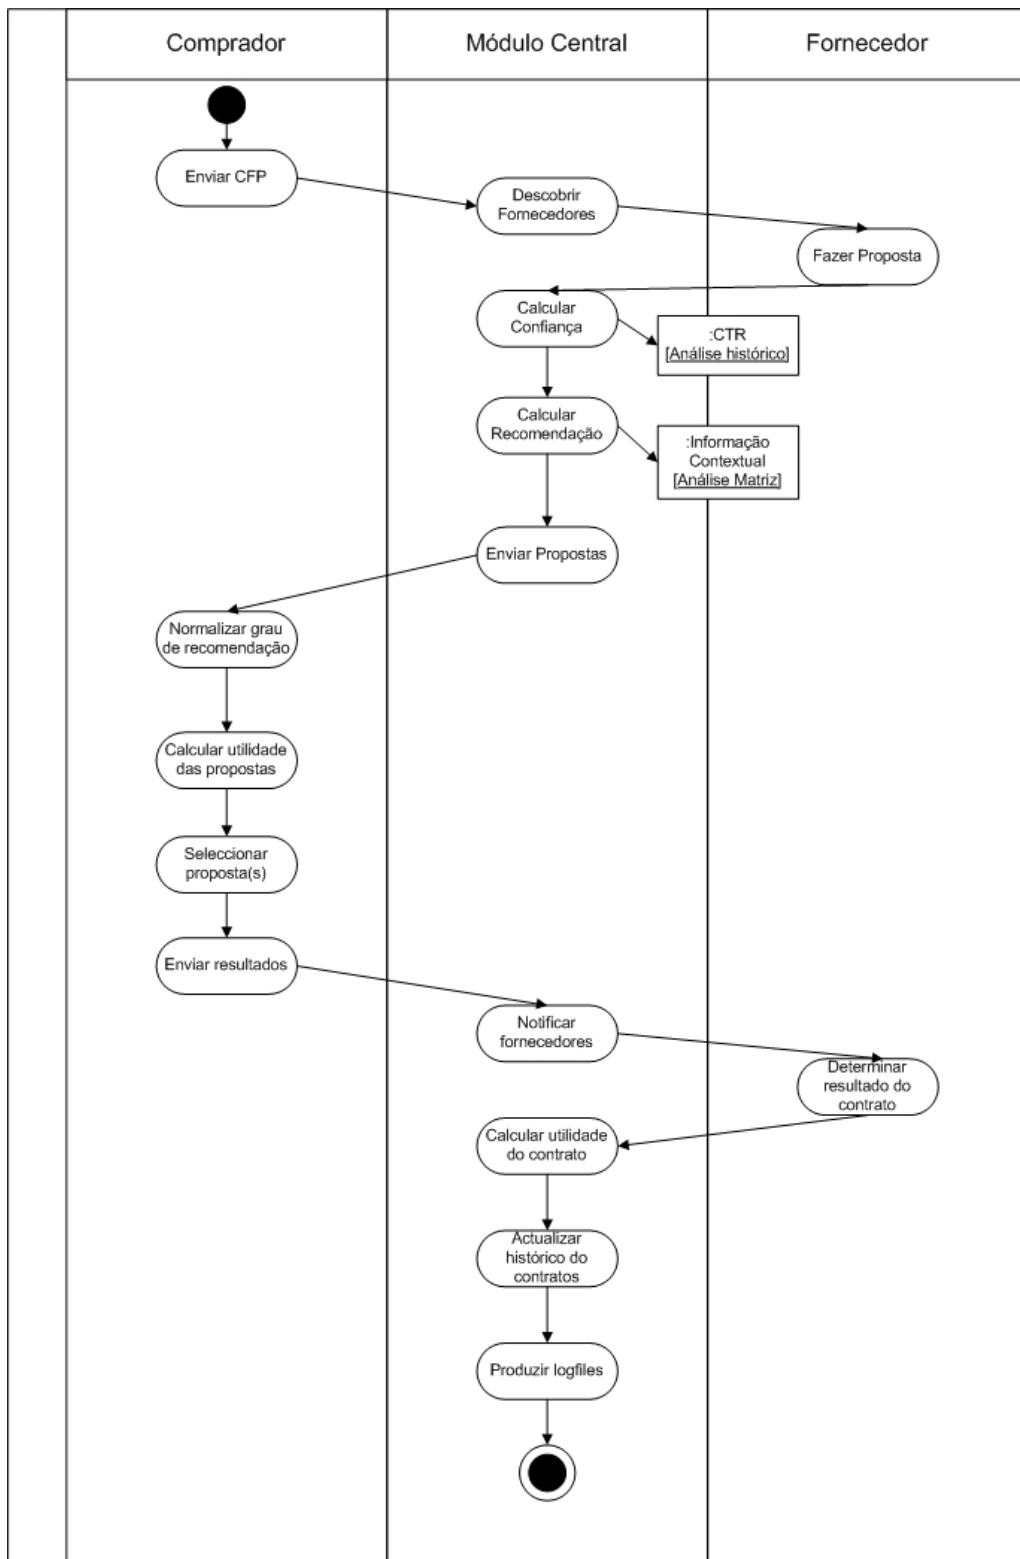 Comprador
Módulo Central
Fornecedor
Enviar CFP
Descobrir
Fornecedores
Fazer Proposta
Calcular
Confiança
:CTR
[Análise histórico]
Calcular
Recomendação
:Informação
Contextual
[Análise Matriz]
Enviar Propostas
Normalizar grau
de recomendação
Calcular utilidade
das propostas
Seleccionar
proposta(s)
Enviar resultados
Notificar
fornecedores
Determinar
resultado do
contrato
Calcular utilidade
do contrato
Actualizar
histórico do
contratos
Produzir logfiles